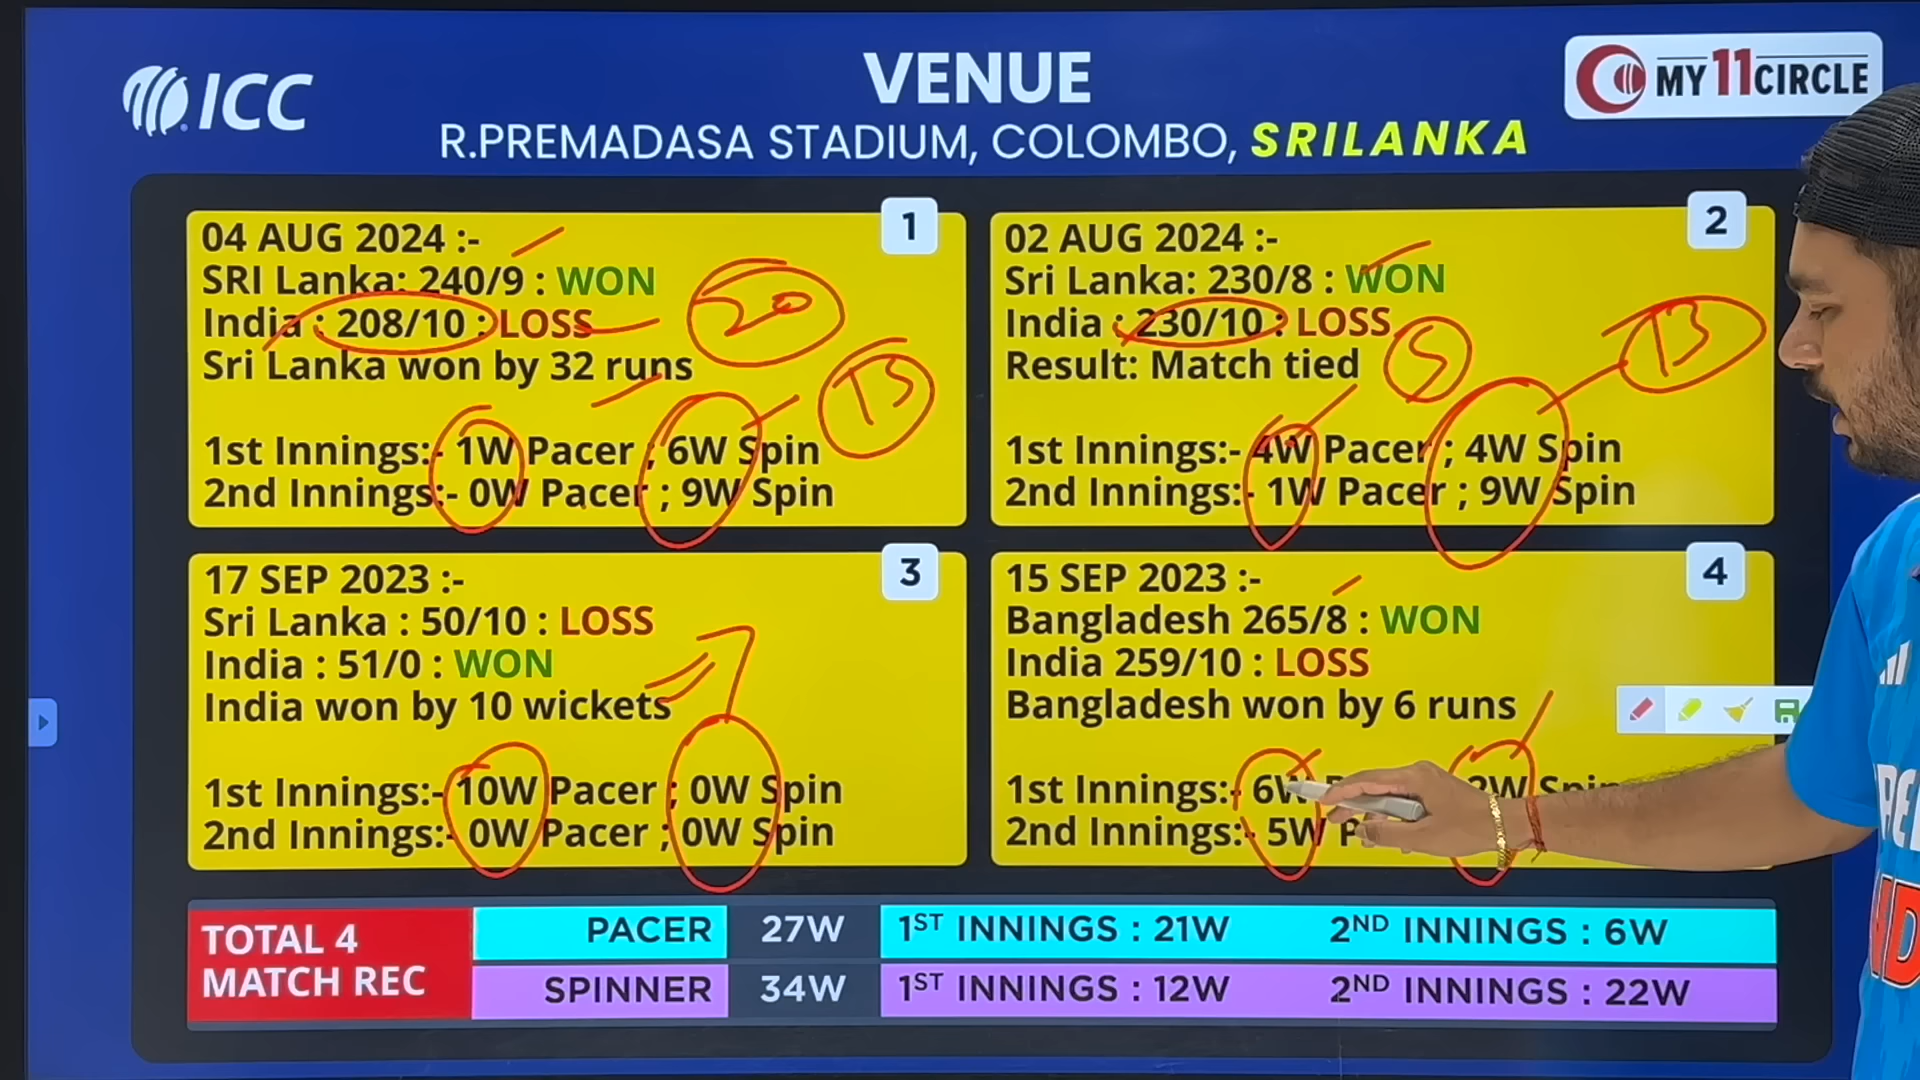 ICC
VENUE
MY11CIRCLE
R.PREMADASA STADIUM, COLOMBO, SRILANKA
1
04 AUG 2024 :-
SRI Lanka: 240/9 : WON
India : 208/10 : LOSS
Sri Lanka won by 32 runs
1st Innings:- 1W Pacer ; 6W Spin
2nd Innings:- 0W Pacer ; 9W Spin
20
15
2
02 AUG 2024 :-
Sri Lanka: 230/8 : WON
India : 230/10 : LOSS
Result: Match tied
1st Innings:- 4W Pacer ; 4W Spin
2nd Innings:- 1W Pacer ; 9W Spin
5
13
3
17 SEP 2023 :-
Sri Lanka : 50/10 : LOSS
India : 51/0 : WON
India won by 10 wickets
1st Innings:- 10W Pacer ; 0W Spin
2nd Innings:- 0W Pacer ; 0W Spin
4
15 SEP 2023 :-
Bangladesh 265/8 : WON
India 259/10 : LOSS
Bangladesh won by 6 runs
1st Innings:- 6W Spin
2nd Innings:- 5W
TOTAL 4
MATCH REC
PACER 27W 1ST INNINGS : 21W 2ND INNINGS : 6W
SPINNER 34W 1ST INNINGS : 12W 2ND INNINGS : 22W